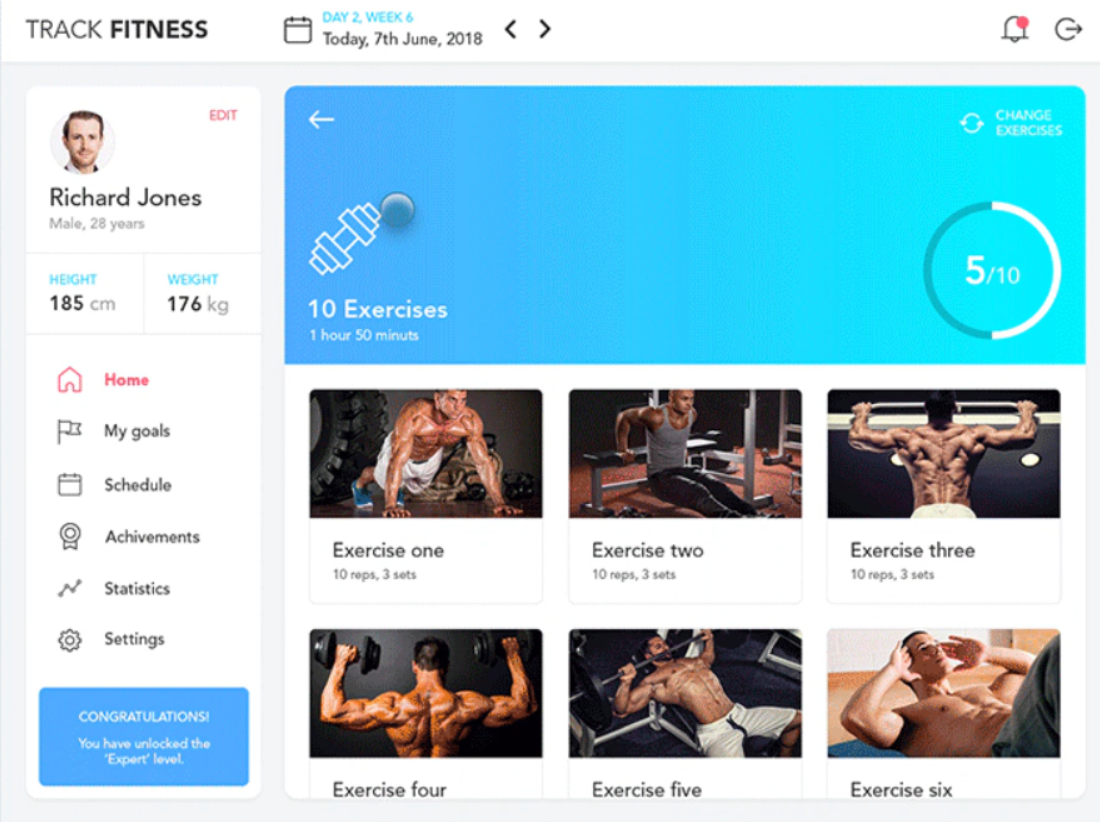 TRACK FITNESS
DAY 2, WEEK 6
Today, 7th June, 2018
EDIT
Richard Jones
Male, 28 years
HEIGHT
185 cm
WEIGHT
176 kg
Home
My goals
Schedule
Achivements
Statistics
Settings
CONGRATULATIONS!
You have unlocked the
'Expert' level.
CHANGE
EXERCISES
10 Exercises
1 hour 50 minuts
5/10
Exercise one
10 reps, 3 sets
Exercise two
10 reps, 3 sets
Exercise three
10 reps, 3 sets
Exercise four
Exercise five
Exercise six